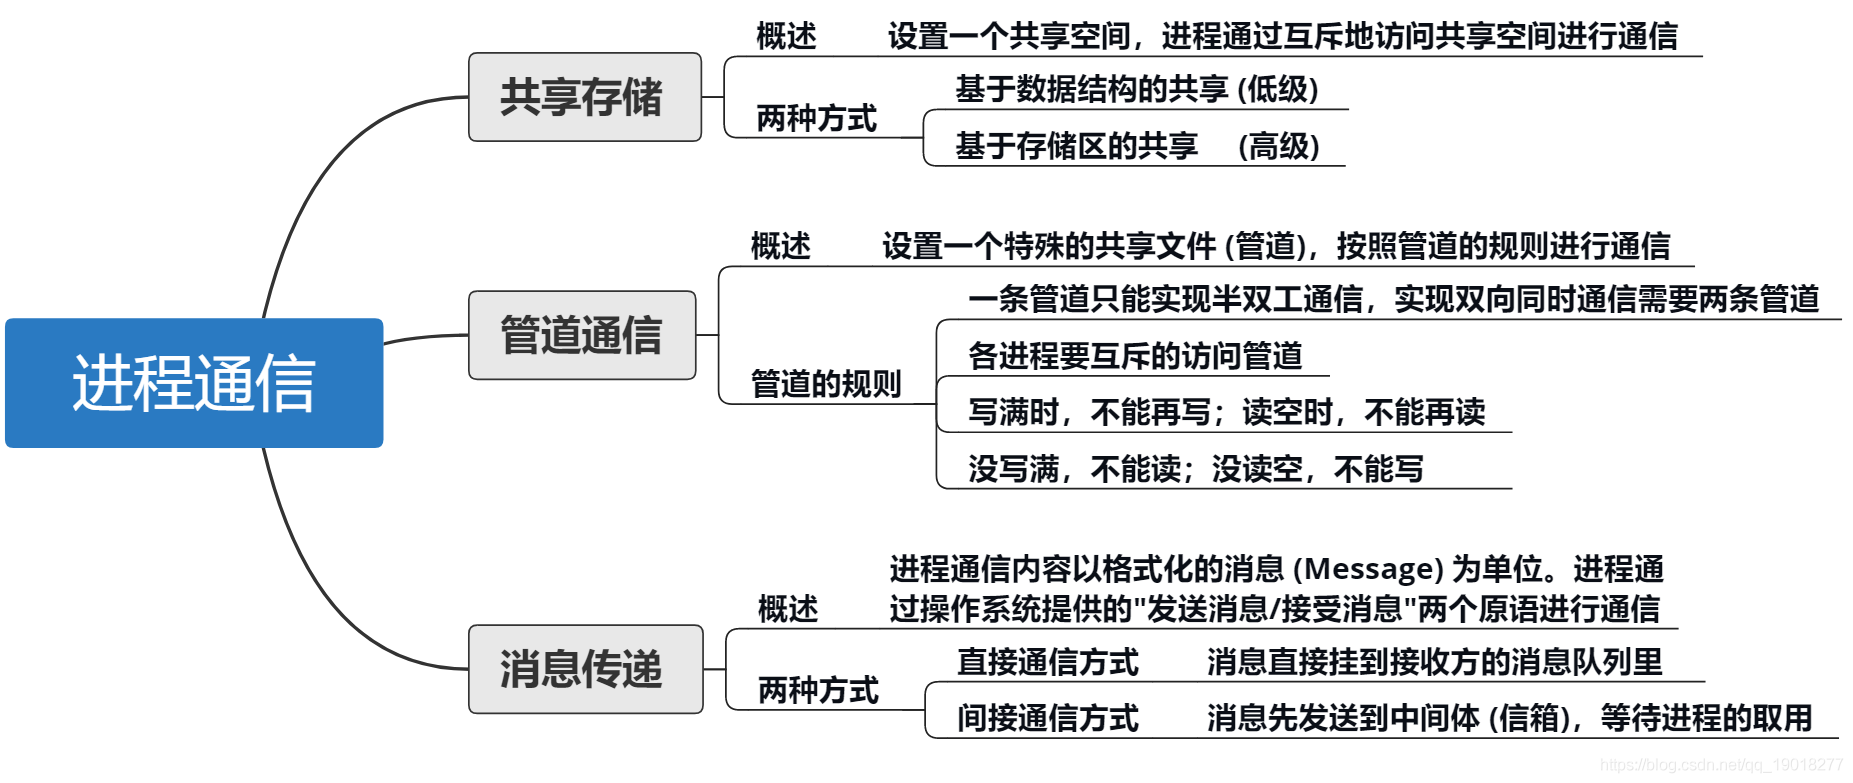 进程通信
共享存储
概述
设置一个共享空间，进程通过互斥地访问共享空间进行通信
两种方式
基于数据结构的共享 (低级)
基于存储区的共享 (高级)
管道通信
概述
设置一个特殊的共享文件 (管道)，按照管道的规则进行通信
管道的规则
一条管道只能实现半双工通信，实现双向同时通信需要两条管道
各进程要互斥的访问管道
写满时，不能再写；读空时，不能再读
没写满，不能读；没读空，不能写
消息传递
概述
进程通信内容以格式化的消息 (Message) 为单位。进程通
过操作系统提供的"发送消息/接受消息"两个原语进行通信
两种方式
直接通信方式
消息直接挂到接收方的消息队列里
间接通信方式
消息先发送到中间体 (信箱)，等待进程的取用
https://blog.csdn.net/qq_19018277